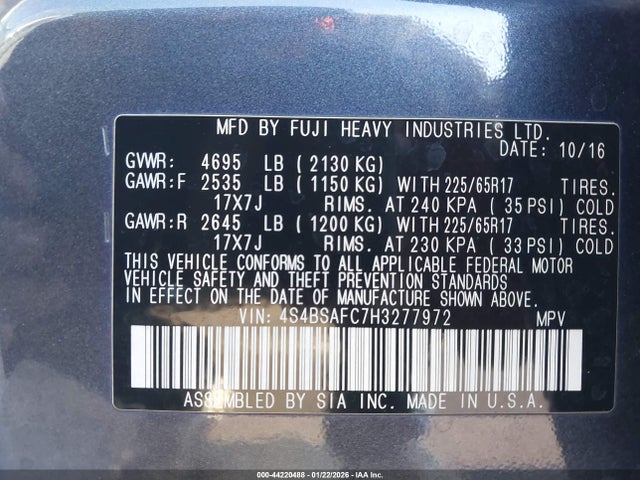 MFD BY FUJI HEAVY INDUSTRIES LTD.
DATE: 10/16
GVWR: 4695 LB (2130 KG)
GAWR:F 2535 LB (1150 KG) WITH 225/65R17 TIRES.
17X7J RIMS. AT 240 KPA (35 PSI) COLD
GAWR:R 2645 LB (1200 KG) WITH 225/65R17 TIRES.
17X7J RIMS. AT 230 KPA (33 PSI) COLD
THIS VEHICLE CONFORMS TO ALL APPLICABLE FEDERAL MOTOR
VEHICLE SAFETY AND THEFT PREVENTION STANDARDS IN EFFECT
ON THE DATE OF MANUFACTURE SHOWN ABOVE.
VIN: 4S4BSAFC7H3277972 MPV
ASSEMBLED BY SIA INC. MADE IN U.S.A.
000-44220488 - 01/22/2026 - IAA Inc.